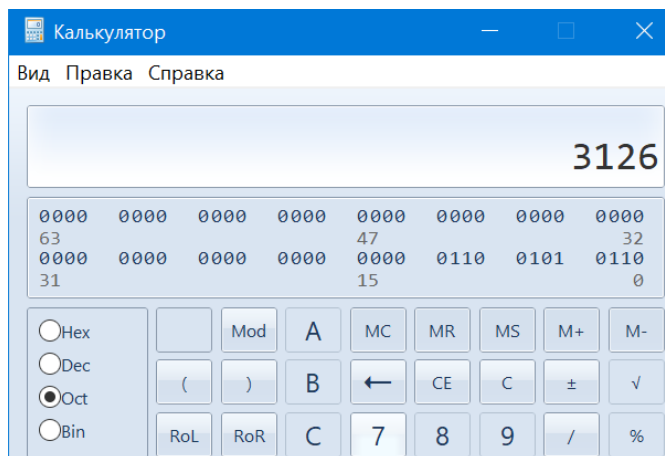 Калькулятор
Вид Правка Справка
3126
0000 0000 0000 0000 0000 0000 0000 0000
63 47 32
0000 0000 0000 0000 0000 0110 0101 0110
31 15 0
Hex Mod A MC MR MS M+ M-
Dec
Oct ( ) B ← CE C ± √
Bin RoL RoR C 7 8 9 / %